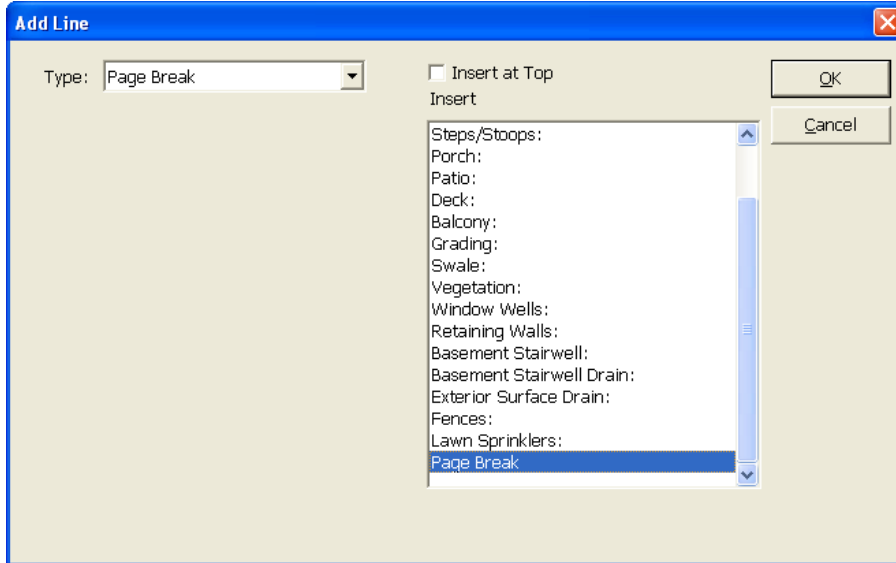 Add Line
Type: Page Break
Insert at Top
Insert
Steps/Stoops:
Porch:
Patio:
Deck:
Balcony:
Grading:
Swale:
Vegetation:
Window Wells:
Retaining Walls:
Basement Stairwell:
Basement Stairwell Drain:
Exterior Surface Drain:
Fences:
Lawn Sprinklers:
Page Break
OK
Cancel